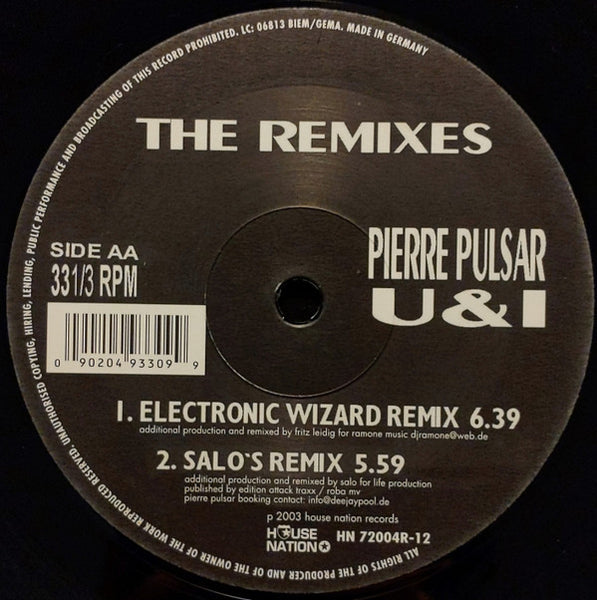 THE REMIXES
SIDE AA
33 1/3 RPM
PIERRE PULSAR
U & I
0 90204 93309 9
1. ELECTRONIC WIZARD REMIX 6.39
additional production and remixed by fritz leidig for ramone music djramone@web.de
2. SALO`S REMIX 5.59
additional production and remixed by salo for life production
published by edition attack traxx / roba mv
pierre pulsar booking contact: info@deejaypool.de
p 2003 house nation records
HOUSE
NATION
HN 72004R-12
ALL RIGHTS OF THE PRODUCER AND OF THE OWNER OF THE WORK REPRODUCED RESERVED. UNAUTHORISED COPYING, HIRING, LENDING, PUBLIC PERFORMANCE AND BROADCASTING OF THIS RECORD PROHIBITED. LC: 06813 BIEM/GEMA. MADE IN GERMANY